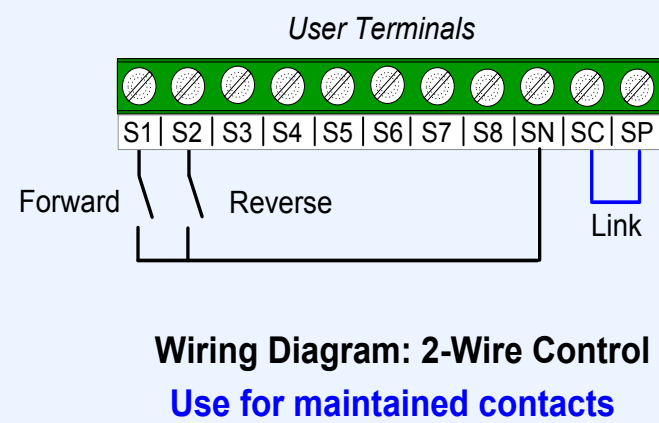 User Terminals
S1 | S2 | S3 | S4 | S5 | S6 | S7 | S8 | SN | SC | SP
Forward
Reverse
Link
Wiring Diagram: 2-Wire Control
Use for maintained contacts